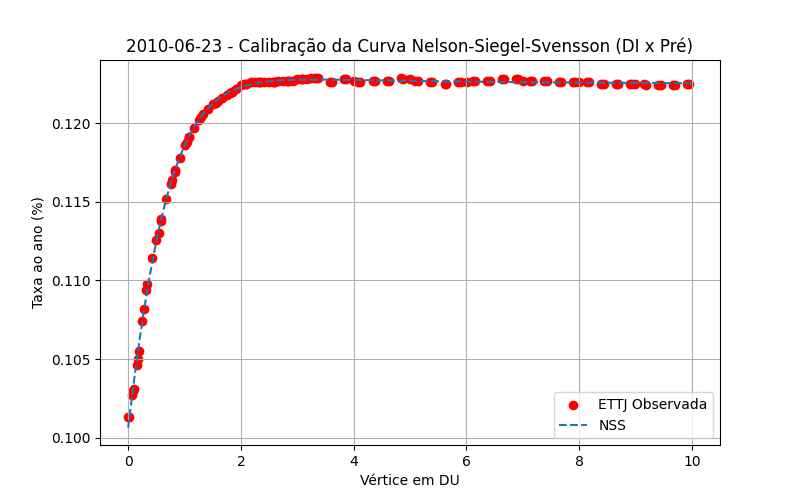 2010-06-23 - Calibração da Curva Nelson-Siegel-Svensson (DI x Pré)
Taxa ao ano (%)
0.120
0.115
0.110
0.105
0.100
ETTJ Observada
NSS
0 2 4 6 8 10
Vértice em DU